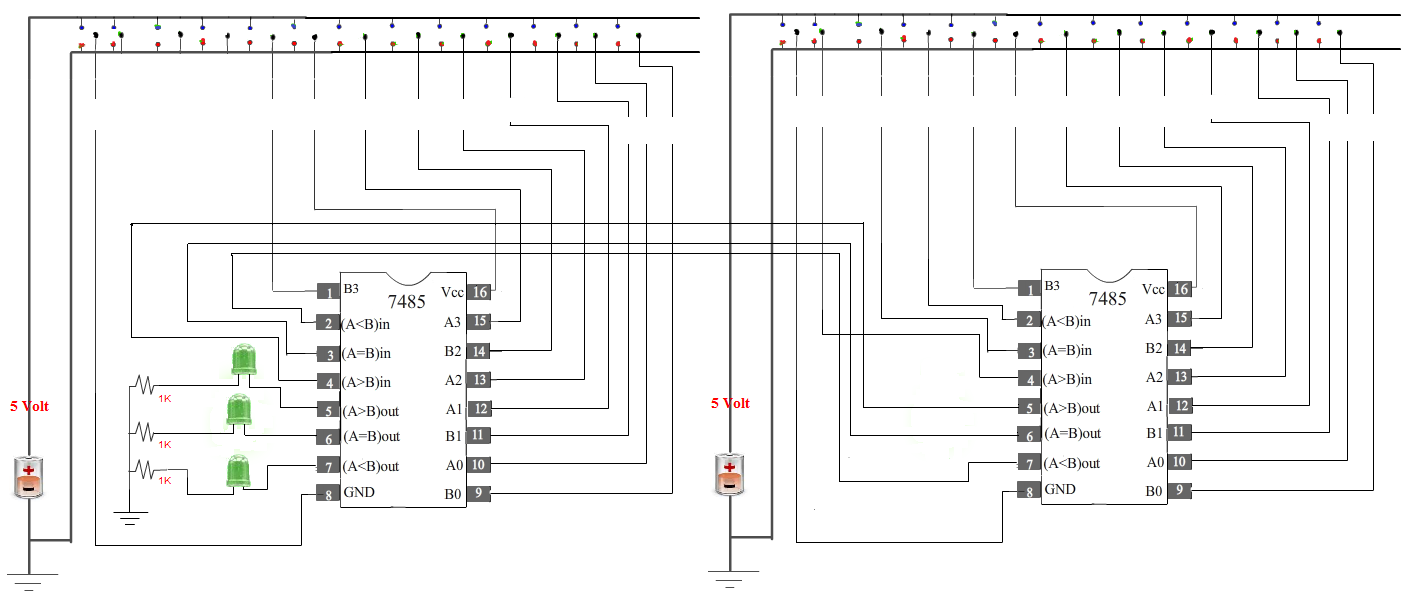 7485
1 B3 Vcc 16
2 (A<B)in A3 15
3 (A=B)in B2 14
4 (A>B)in A2 13
5 (A>B)out A1 12
6 (A=B)out B1 11
7 (A<B)out A0 10
8 GND B0 9
1K
1K
1K
5 Volt
7485
1 B3 Vcc 16
2 (A<B)in A3 15
3 (A=B)in B2 14
4 (A>B)in A2 13
5 (A>B)out A1 12
6 (A=B)out B1 11
7 (A<B)out A0 10
8 GND B0 9
5 Volt